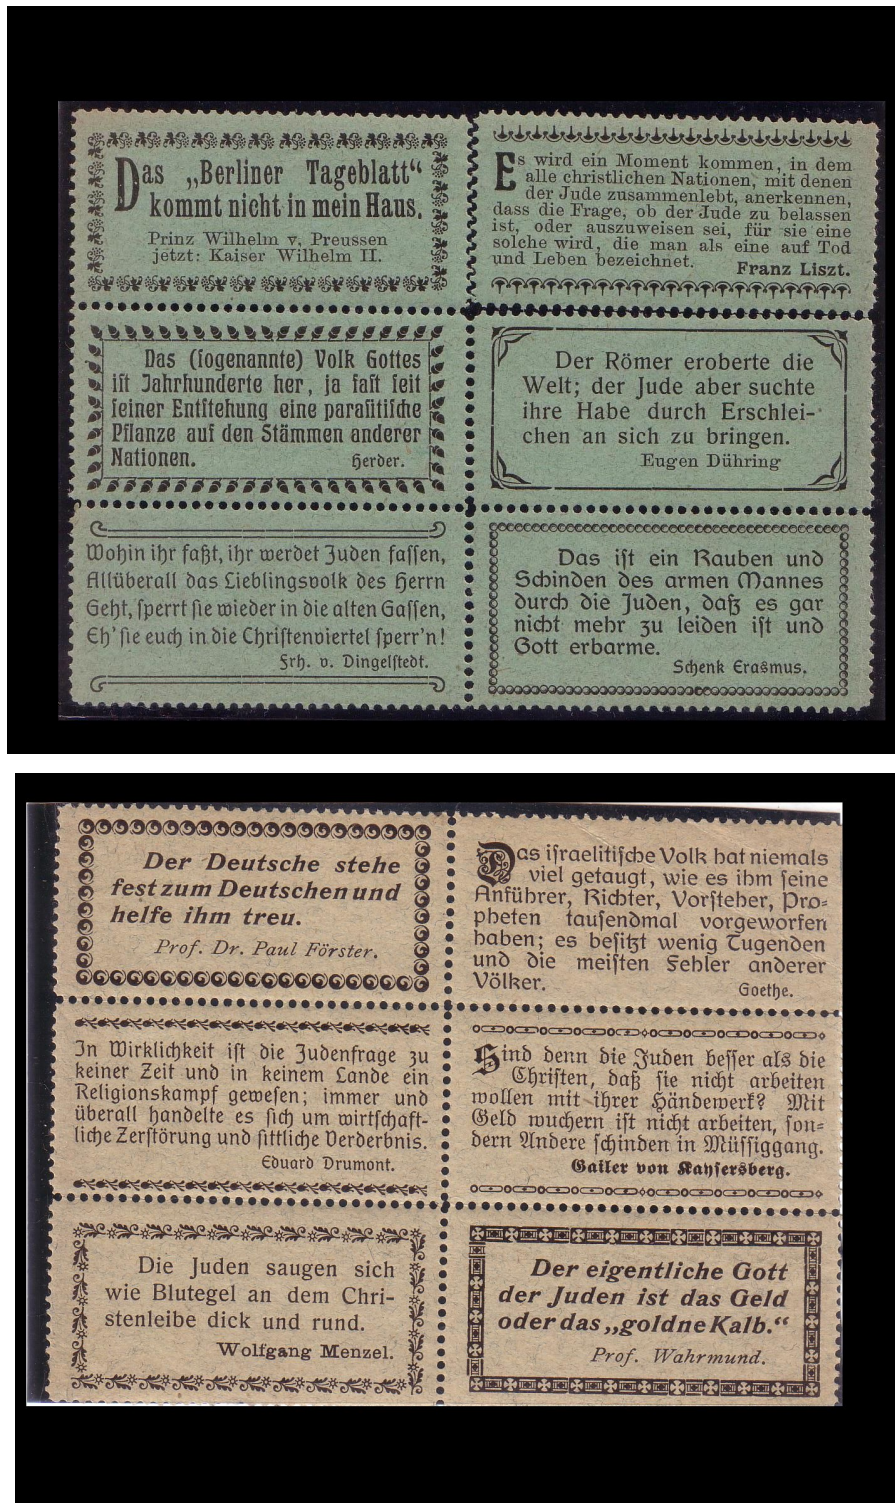 Das „Berliner Tageblatt“
kommt nicht in mein Haus.
Prinz Wilhelm v. Preussen
jetzt: Kaiser Wilhelm II.
Es wird ein Moment kommen, in dem
alle christlichen Nationen, mit denen
der Jude zusammenlebt, anerkennen,
dass die Frage, ob der Jude zu belassen
ist, oder auszuweisen sei, für sie eine
solche wird, die man als eine auf Tod
und Leben bezeichnet.
Franz Liszt.
Das (ſogenannte) Volk Gottes
iſt Jahrhunderte her, ja faſt ſeit
ſeiner Entſtehung eine paraſitiſche
Pflanze auf den Stämmen anderer
Nationen. Herder.
Der Römer eroberte die
Welt; der Jude aber suchte
ihre Habe durch Erschlei-
chen an sich zu bringen.
Eugen Dühring
Wohin ihr faßt, ihr werdet Juden faſſen,
Allüberall das Lieblingsvolk des Herrn
Geht, ſperrt ſie wieder in die alten Gaſſen,
Eh' ſie euch in die Chriſtenviertel ſperr'n!
Frh. v. Dingelſtedt.
Das iſt ein Rauben und
Schinden des armen Mannes
durch die Juden, daß es gar
nicht mehr zu leiden iſt und
Gott erbarme.
Schenk Erasmus.
Der Deutsche stehe
fest zum Deutschen und
helfe ihm treu.
Prof. Dr. Paul Förster.
Das iſraelitiſche Volk hat niemals
viel getaugt, wie es ihm ſeine
Anführer, Richter, Vorſteher, Pro-
pheten tauſendmal vorgeworfen
haben; es beſitzt wenig Tugenden
und die meiſten Fehler anderer
Völker. Goethe.
In Wirklichkeit iſt die Judenfrage zu
keiner Zeit und in keinem Lande ein
Religionskampf geweſen; immer und
überall handelte es ſich um wirtſchaft-
liche Zerſtörung und ſittliche Verderbnis.
Eduard Drumont.
Sind denn die Juden beſſer als die
Chriſten, daß ſie nicht arbeiten
wollen mit ihrer Händewerk? Mit
Geld wuchern iſt nicht arbeiten, ſon-
dern Andere ſchinden in Müſſiggang.
Gailer von Kayſersberg.
Die Juden saugen sich
wie Blutegel an dem Chri-
stenleibe dick und rund.
Wolfgang Menzel.
Der eigentliche Gott
der Juden ist das Geld
oder das „goldne Kalb.“
Prof. Wahrmund.